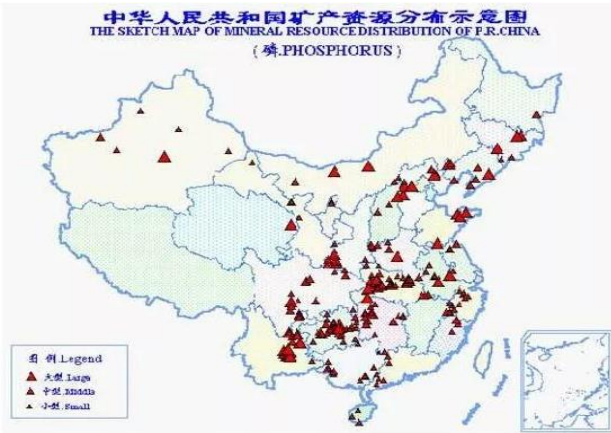 中华人民共和国矿产资源分布示意图
THE SKETCH MAP OF MINERAL RESOURCE DISTRIBUTION OF P.R.CHINA
(磷.PHOSPHORUS)
图 例.Legend
大型.Large
中型.Middle
小型.Small